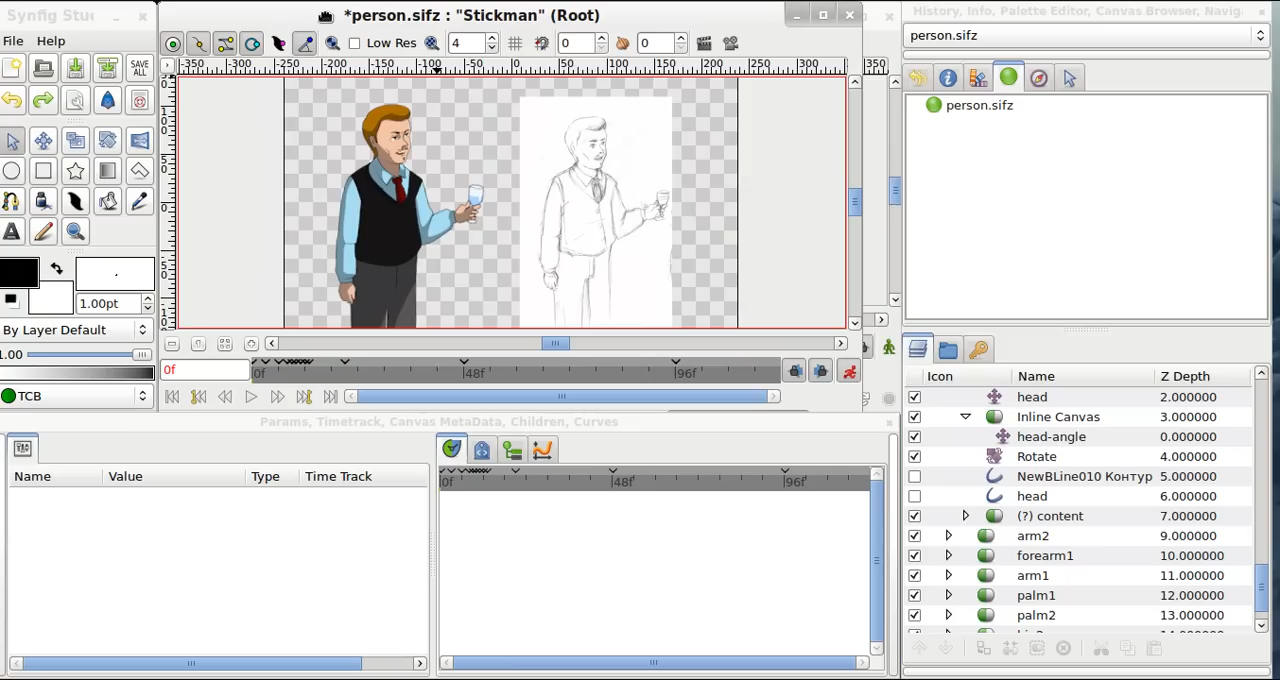 Synfig Stu
File Help
SAVE ALL
1.00pt
By Layer Default
1.00
TCB
*person.sifz : "Stickman" (Root)
Low Res 4 0 0
-350 -300 -250 -200 -150 -100 -50 0 50 100 150 200 250 300 350
0f 0f 48f 96f
Params, Timetrack, Canvas MetaData, Children, Curves
Name Value Type Time Track
0f 48f 96f
History, Info, Palette Editor, Canvas Browser, Navig
person.sifz
person.sifz
Icon Name Z Depth
head 2.000000
Inline Canvas 3.000000
head-angle 0.000000
Rotate 4.000000
NewBLine010 Контур 5.000000
head 6.000000
(?) content 7.000000
arm2 9.000000
forearm1 10.000000
arm1 11.000000
palm1 12.000000
palm2 13.000000